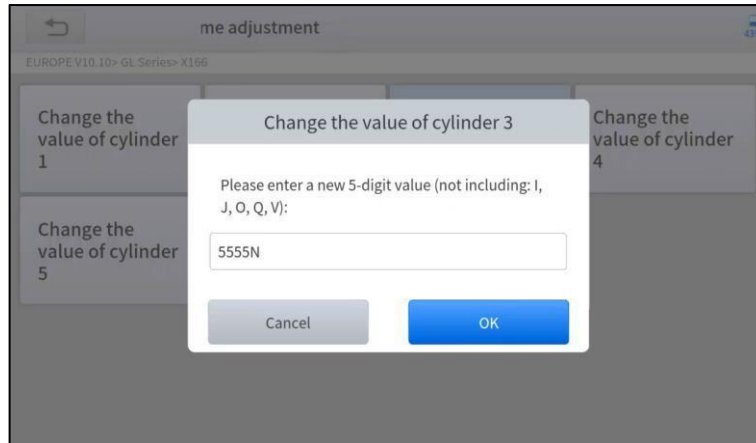 me adjustment
EUROPE V10.10> GL Series> X166
Change the
value of cylinder
1
Change the
value of cylinder
4
Change the
value of cylinder
5
Change the value of cylinder 3
Please enter a new 5-digit value (not including: I,
J, O, Q, V):
5555N
Cancel
OK